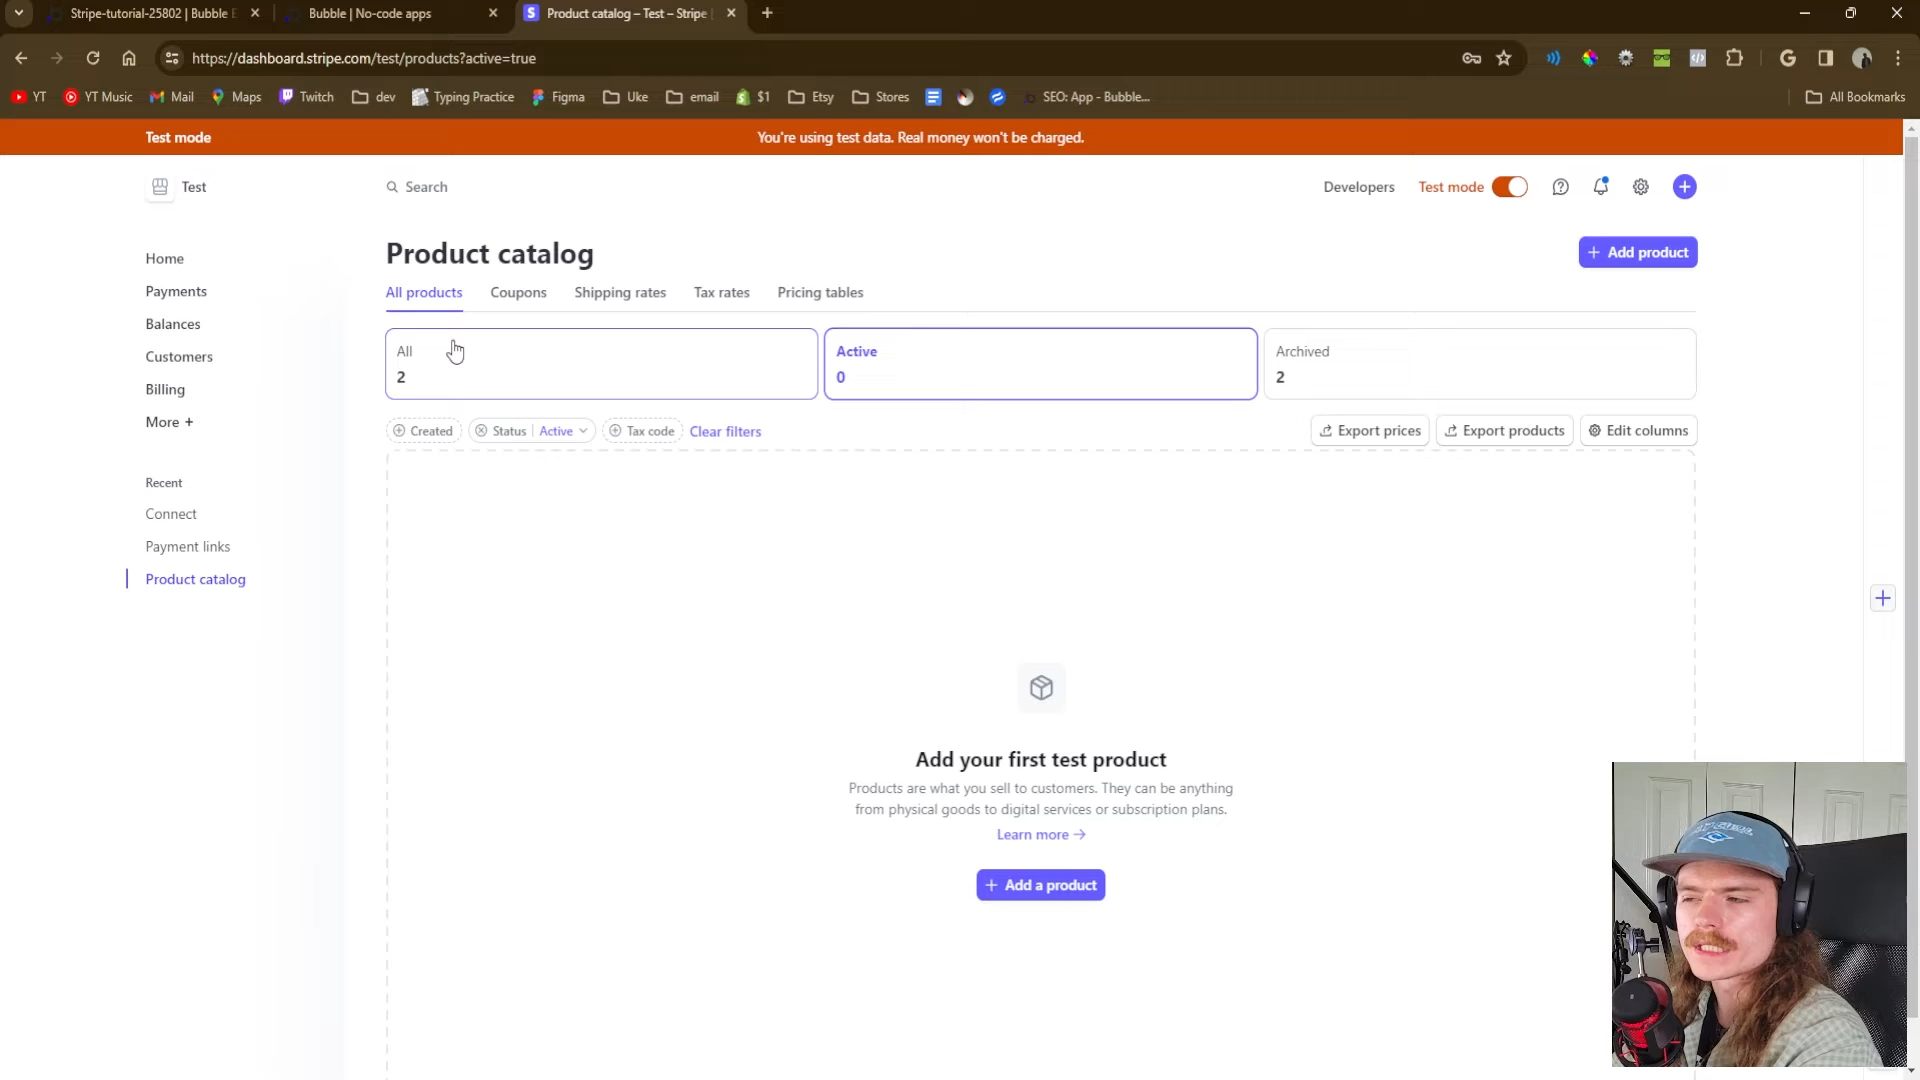 Stripe-tutorial-25802 | Bubble E
Bubble | No-code apps
Product catalog – Test – Stripe
https://dashboard.stripe.com/test/products?active=true
YT
YT Music
Mail
Maps
Twitch
dev
Typing Practice
Figma
Uke
email
$1
Etsy
Stores
SEO: App - Bubble...
All Bookmarks
Test mode
You're using test data. Real money won't be charged.
Test
Search
Developers
Test mode
Home
Payments
Balances
Customers
Billing
More +
Recent
Connect
Payment links
Product catalog
Product catalog
+ Add product
All products
Coupons
Shipping rates
Tax rates
Pricing tables
All
2
Active
0
Archived
2
Created
Status | Active
Tax code
Clear filters
Export prices
Export products
Edit columns
Add your first test product
Products are what you sell to customers. They can be anything
from physical goods to digital services or subscription plans.
Learn more →
+ Add a product